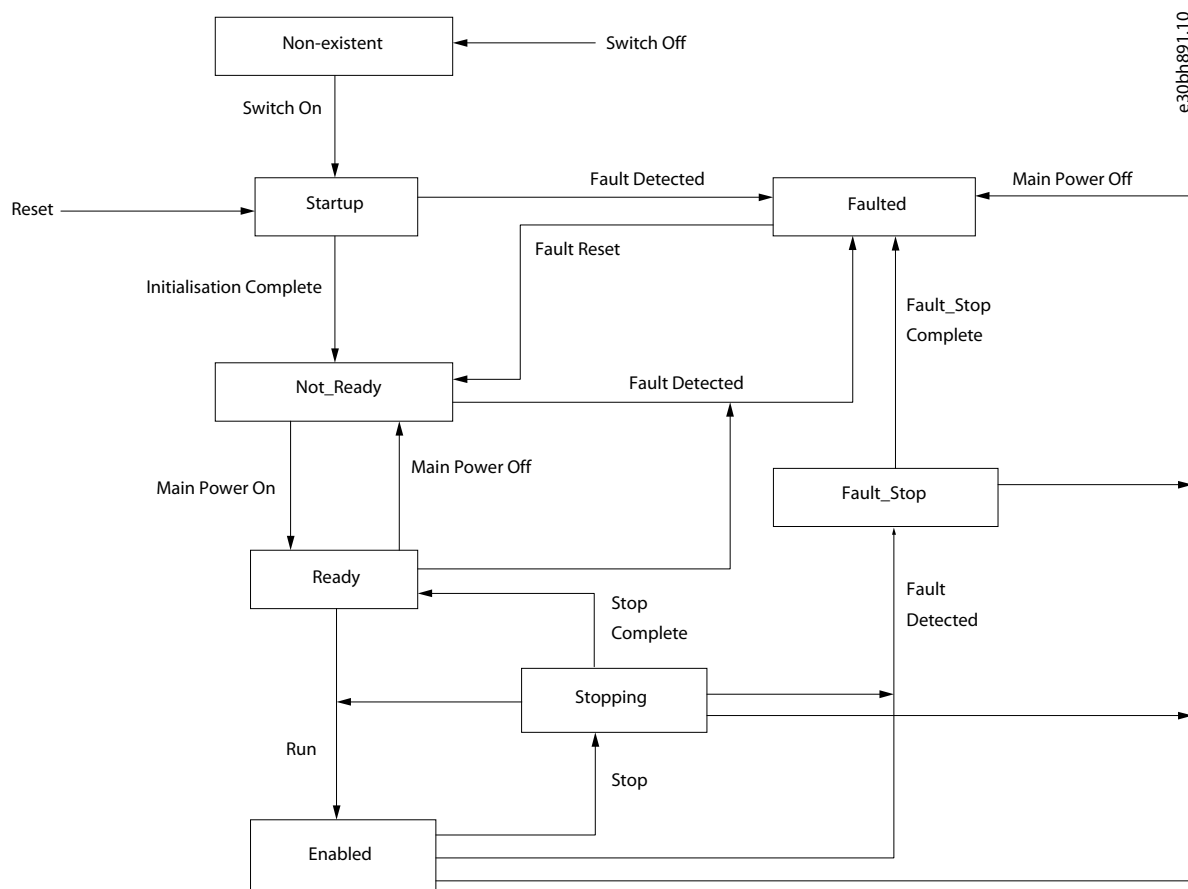 e30bh891.10
Non-existent
Switch Off
Switch On
Fault Detected
Main Power Off
Reset
Startup
Faulted
Fault Reset
Initialisation Complete
Fault_Stop
Complete
Not_Ready
Fault Detected
Main Power Off
Main Power On
Fault_Stop
Ready
Stop
Complete
Fault
Detected
Stopping
Run
Stop
Enabled